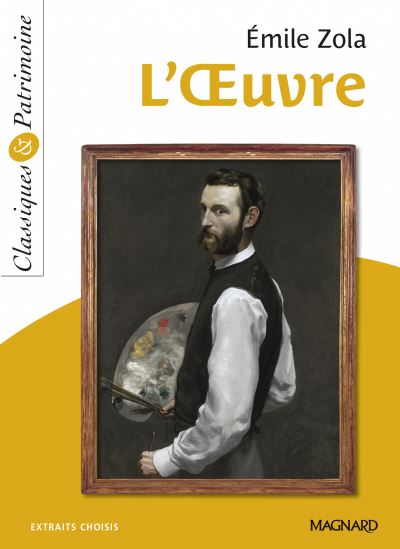 Émile Zola
L'Œuvre
Classiques & Patrimoine
EXTRAITS CHOISIS
MAGNARD